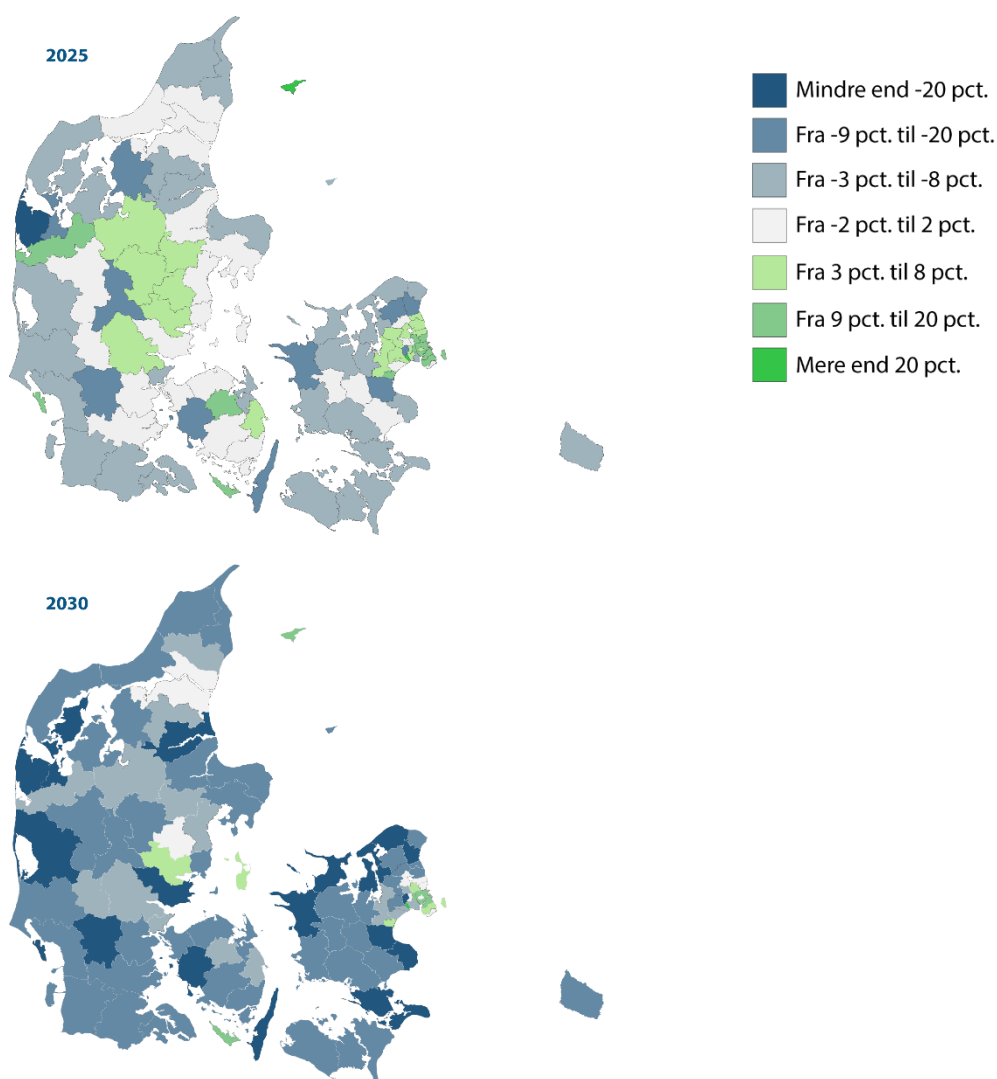 2025
Mindre end -20 pct.
Fra -9 pct. til -20 pct.
Fra -3 pct. til -8 pct.
Fra -2 pct. til 2 pct.
Fra 3 pct. til 8 pct.
Fra 9 pct. til 20 pct.
Mere end 20 pct.
2030